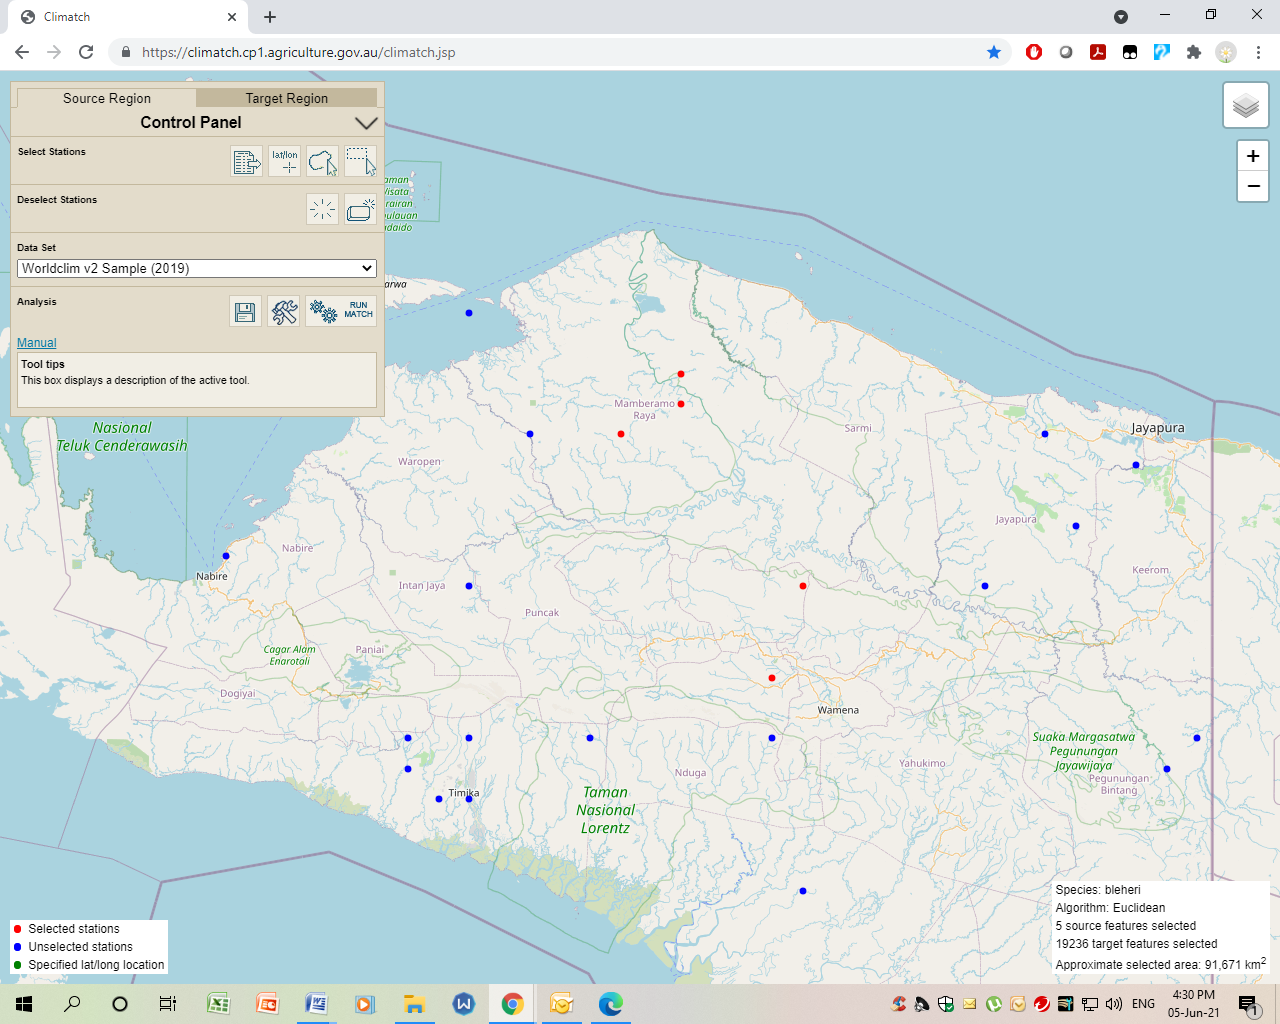 Climatch
https://climatch.cp1.agriculture.gov.au/climatch.jsp
Source Region
Target Region
Control Panel
Select Stations
lat/lon
Deselect Stations
Data Set
Worldclim v2 Sample (2019)
Analysis
RUN
MATCH
Manual
Tool tips
This box displays a description of the active tool.
Nasional
Teluk Cenderawasih
Mamberamo
Raya
Sarmi
Jayapura
Waropen
Nabire
Nabire
Intan Jaya
Puncak
Jayapura
Keerom
Cagar Alam
Enarotali
Paniai
Dogiyai
Wamena
Suaka Margasatwa
Pegunungan
Jayawijaya
Pegunungan
Bintang
Nduga
Yahukimo
Timika
Taman
Nasional
Lorentz
Selected stations
Unselected stations
Specified lat/long location
Species: bleheri
Algorithm: Euclidean
5 source features selected
19236 target features selected
Approximate selected area: 91,671 km2
ENG
4:30 PM
05-Jun-21
1